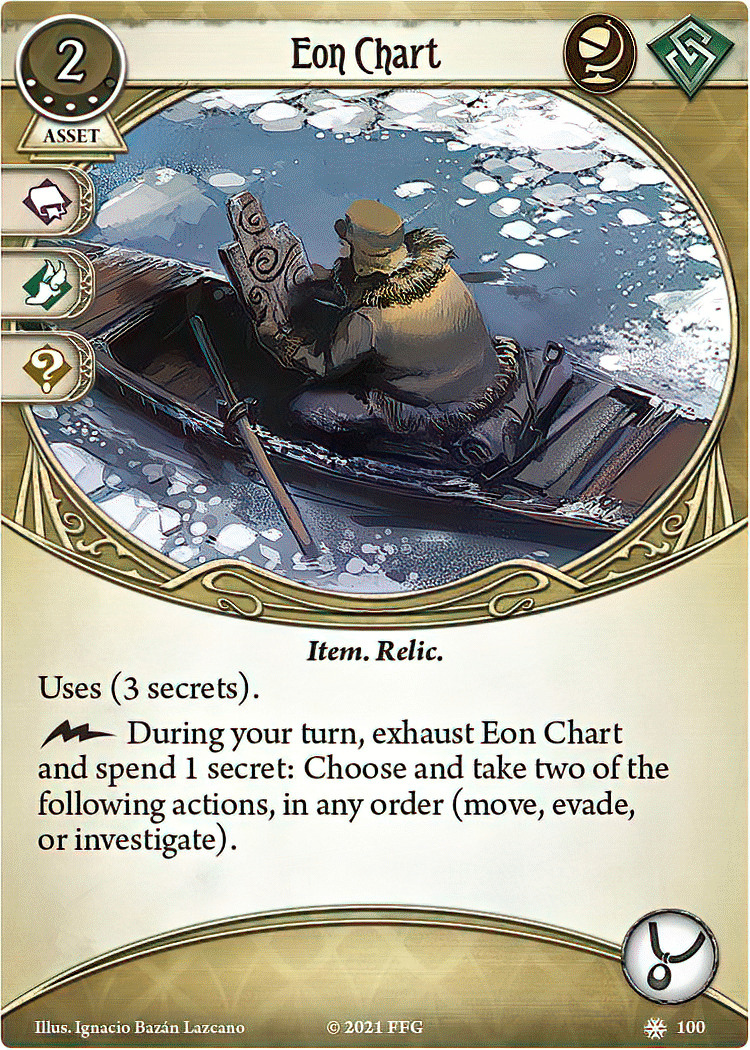 2
Eon Chart
ASSET
Item. Relic.
Uses (3 secrets).
During your turn, exhaust Eon Chart
and spend 1 secret: Choose and take two of the
following actions, in any order (move, evade,
or investigate).
Illus. Ignacio Bazán Lazcano
© 2021 FFG
100